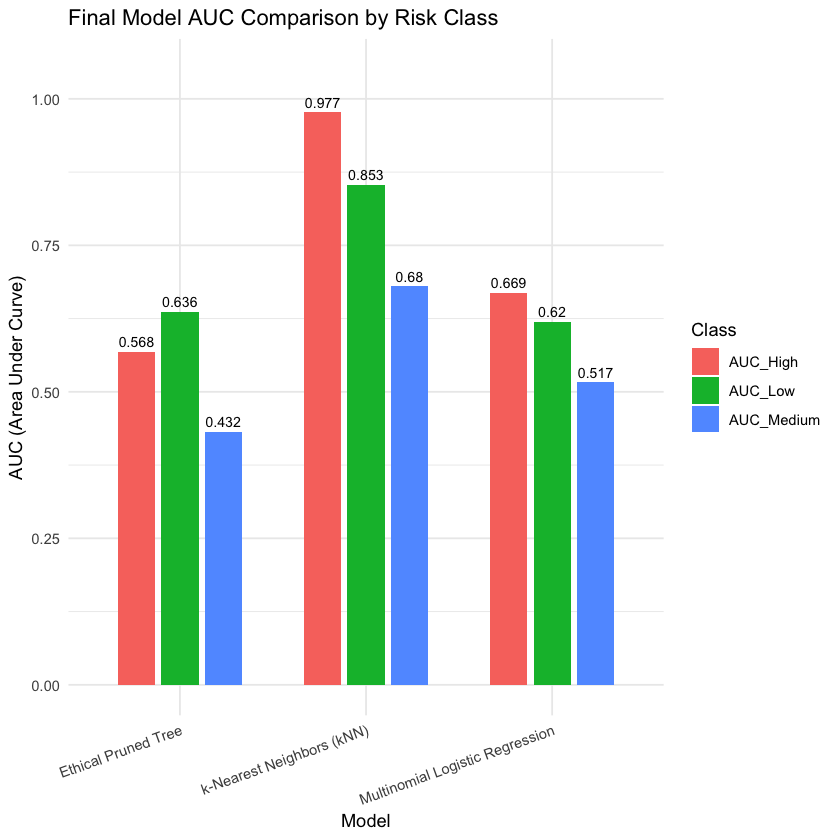 Final Model AUC Comparison by Risk Class
AUC (Area Under Curve)
1.00
0.75
0.50
0.25
0.00
0.568
0.636
0.432
0.977
0.853
0.68
0.669
0.62
0.517
Ethical Pruned Tree
k-Nearest Neighbors (kNN)
Multinomial Logistic Regression
Model
Class
AUC_High
AUC_Low
AUC_Medium